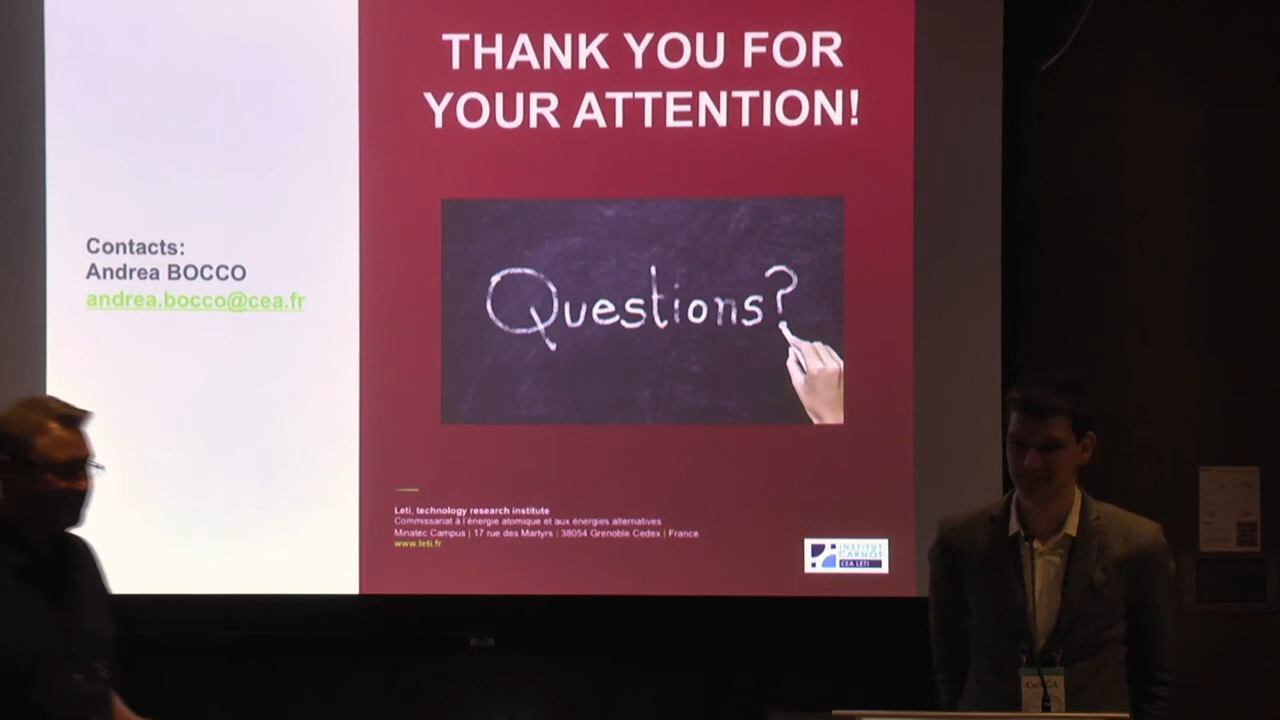 THANK YOU FOR
YOUR ATTENTION!
Contacts:
Andrea BOCCO
andrea.bocco@cea.fr
Questions?
Leti, technology research institute
Commissariat à l'énergie atomique et aux énergies alternatives
Minatec Campus | 17 rue des Martyrs | 38054 Grenoble Cedex | France
www.leti.fr
INSTITUT
CARNOT
CEA LETI